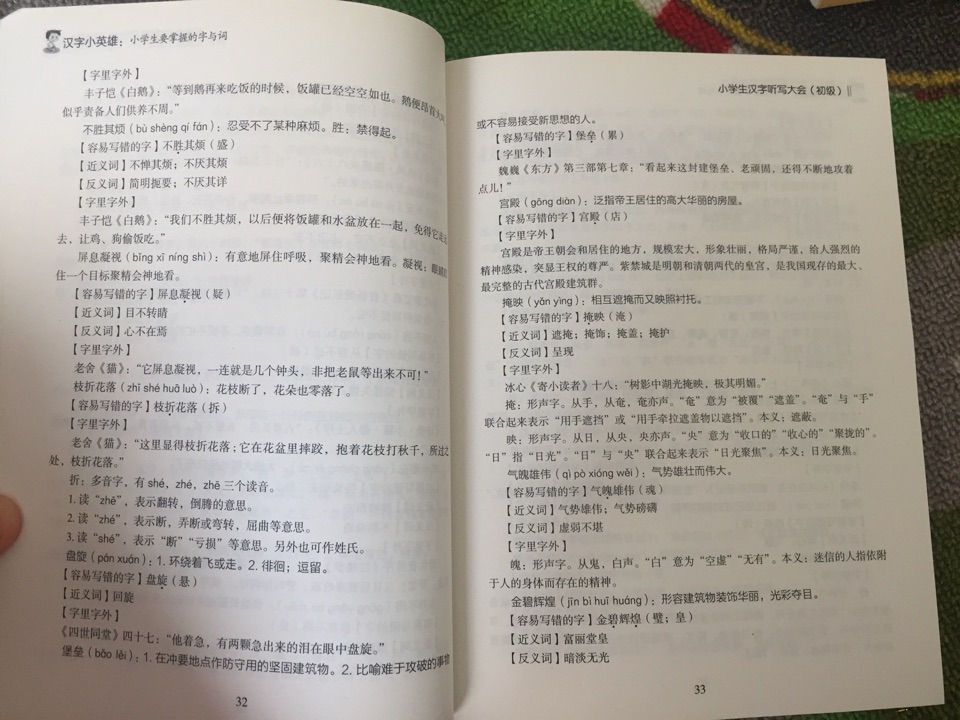 汉字小英雄：小学生要掌握的字与词
【字里字外】
丰子恺《白鹅》：“等到鹅再来吃饭的时候，饭罐已经空空如也。鹅便昂首大
似乎责备人们供养不周。”
不胜其烦（bù shèng qí fán）：忍受不了某种麻烦。胜：禁得起。
【容易写错的字】不胜其烦（盛）
【近义词】不惮其烦；不厌其烦
【反义词】简明扼要；不厌其详
【字里字外】
丰子恺《白鹅》：“我们不胜其烦，以后便将饭罐和水盆放在一起，免得它
去，让鸡、狗偷饭吃。”
屏息凝视（bǐng xī níng shì）：有意地屏住呼吸，聚精会神地看。凝视：
住一个目标聚精会神地看。
【容易写错的字】屏息凝视（疑）
【近义词】目不转睛
【反义词】心不在焉
【字里字外】
老舍《猫》：“它屏息凝视，一连就是几个钟头，非把老鼠等出来不可！”
枝折花落（zhī shé huā luò）：花枝断了，花朵也零落了。
【容易写错的字】枝折花落（拆）
【字里字外】
老舍《猫》：“这里显得枝折花落；它在花盆里摔跤，抱着花枝打秋千，所过之
处，枝折花落。”
折：多音字，有 shé，zhé，zhē 三个读音。
1. 读“zhē”，表示翻转，倒腾的意思。
2. 读“zhé”，表示断，弄断或弯转，屈曲等意思。
3. 读“shé”，表示“断”“亏损”等意思。另外也可作姓氏。
盘旋（pán xuán）：1. 环绕着飞或走。2. 徘徊；逗留。
【容易写错的字】盘旋（悬）
【近义词】回旋
【字里字外】
《四世同堂》四十七：“他着急，有两颗急出来的泪在眼中盘旋。”
堡垒（bǎo lěi）：1. 在冲要地点作防守用的坚固建筑物。2. 比喻难于攻破的事物
32
小学生汉字听写大会（初级）
或不容易接受新思想的人。
【容易写错的字】堡垒（累）
【字里字外】
魏巍《东方》第三部第七章：“看起来这封建堡垒、老顽固，还得不断地攻着
点儿！”
宫殿（gōng diàn）：泛指帝王居住的高大华丽的房屋。
【容易写错的字】宫殿（店）
【字里字外】
宫殿是帝王朝会和居住的地方，规模宏大，形象壮丽，格局严谨，给人强烈的
精神感染，突显王权的尊严。紫禁城是明朝和清朝两代的皇宫，是我国现存的最大、
最完整的古代宫殿建筑群。
掩映（yǎn yìng）：相互遮掩而又映照衬托。
【容易写错的字】掩映（淹）
【近义词】遮掩；掩饰；掩盖；掩护
【反义词】呈现
【字里字外】
冰心《寄小读者》十八：“树影中湖光掩映，极其明媚。”
掩：形声字。从手，从奄，奄亦声。“奄”意为“被覆”“遮盖”。“奄”与“手”
联合起来表示“用手遮挡”或“用手牵拉遮盖物以遮挡”。本义：遮蔽。
映：形声字。从日，从央，央亦声。“央”意为“收口的”“收心的”“聚拢的”。
“日”指“日光”。“日”与“央”联合起来表示“日光聚焦”。本义：日光聚焦。
气魄雄伟（qì pò xióng wěi）：气势雄壮而伟大。
【容易写错的字】气魄雄伟（魂）
【近义词】气势雄伟；气势磅礴
【反义词】虚弱不堪
【字里字外】
魄：形声字。从鬼，白声。“白”意为“空虚”“无有”。本义：迷信的人指依附
于人的身体而存在的精神。
金碧辉煌（jīn bì huī huáng）：形容建筑物装饰华丽，光彩夺目。
【容易写错的字】金碧辉煌（璧；皇）
【近义词】富丽堂皇
【反义词】暗淡无光
33